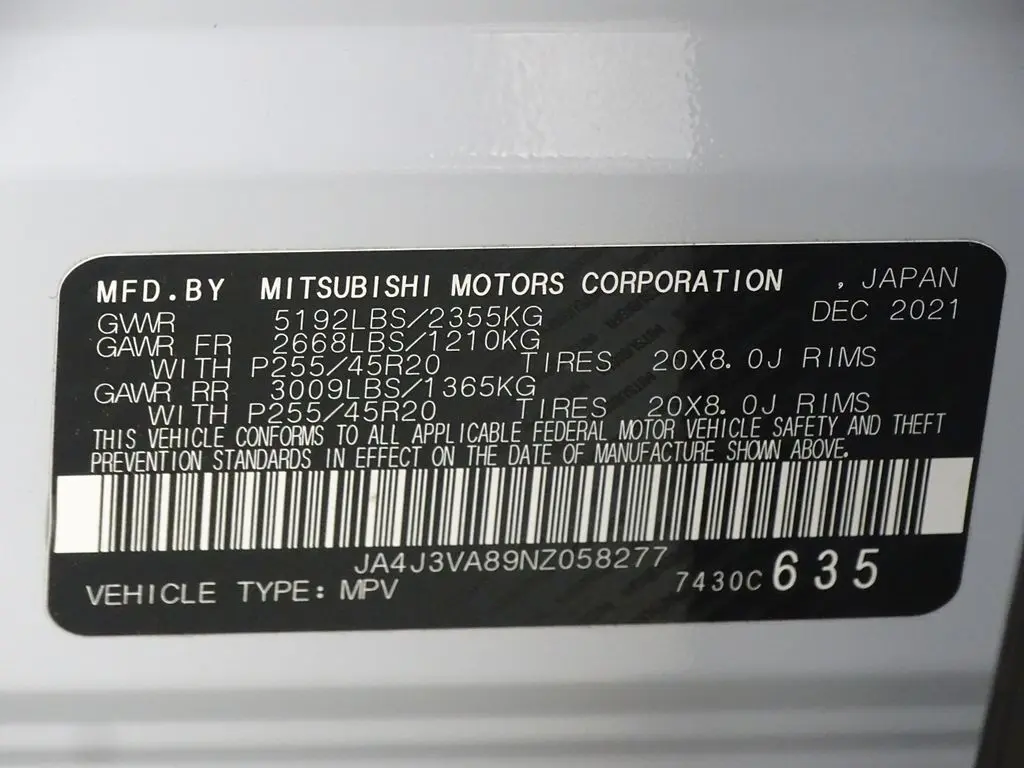 MFD.BY MITSUBISHI MOTORS CORPORATION , JAPAN
GVWR 5192LBS/2355KG DEC 2021
GAWR FR 2668LBS/1210KG
WITH P255/45R20 TIRES 20X8.0J RIMS
GAWR RR 3009LBS/1365KG
WITH P255/45R20 TIRES 20X8.0J RIMS
THIS VEHICLE CONFORMS TO ALL APPLICABLE FEDERAL MOTOR VEHICLE SAFETY AND THEFT
PREVENTION STANDARDS IN EFFECT ON THE DATE OF MANUFACTURE SHOWN ABOVE.
JA4J3VA89NZ058277
VEHICLE TYPE: MPV 7430C 635